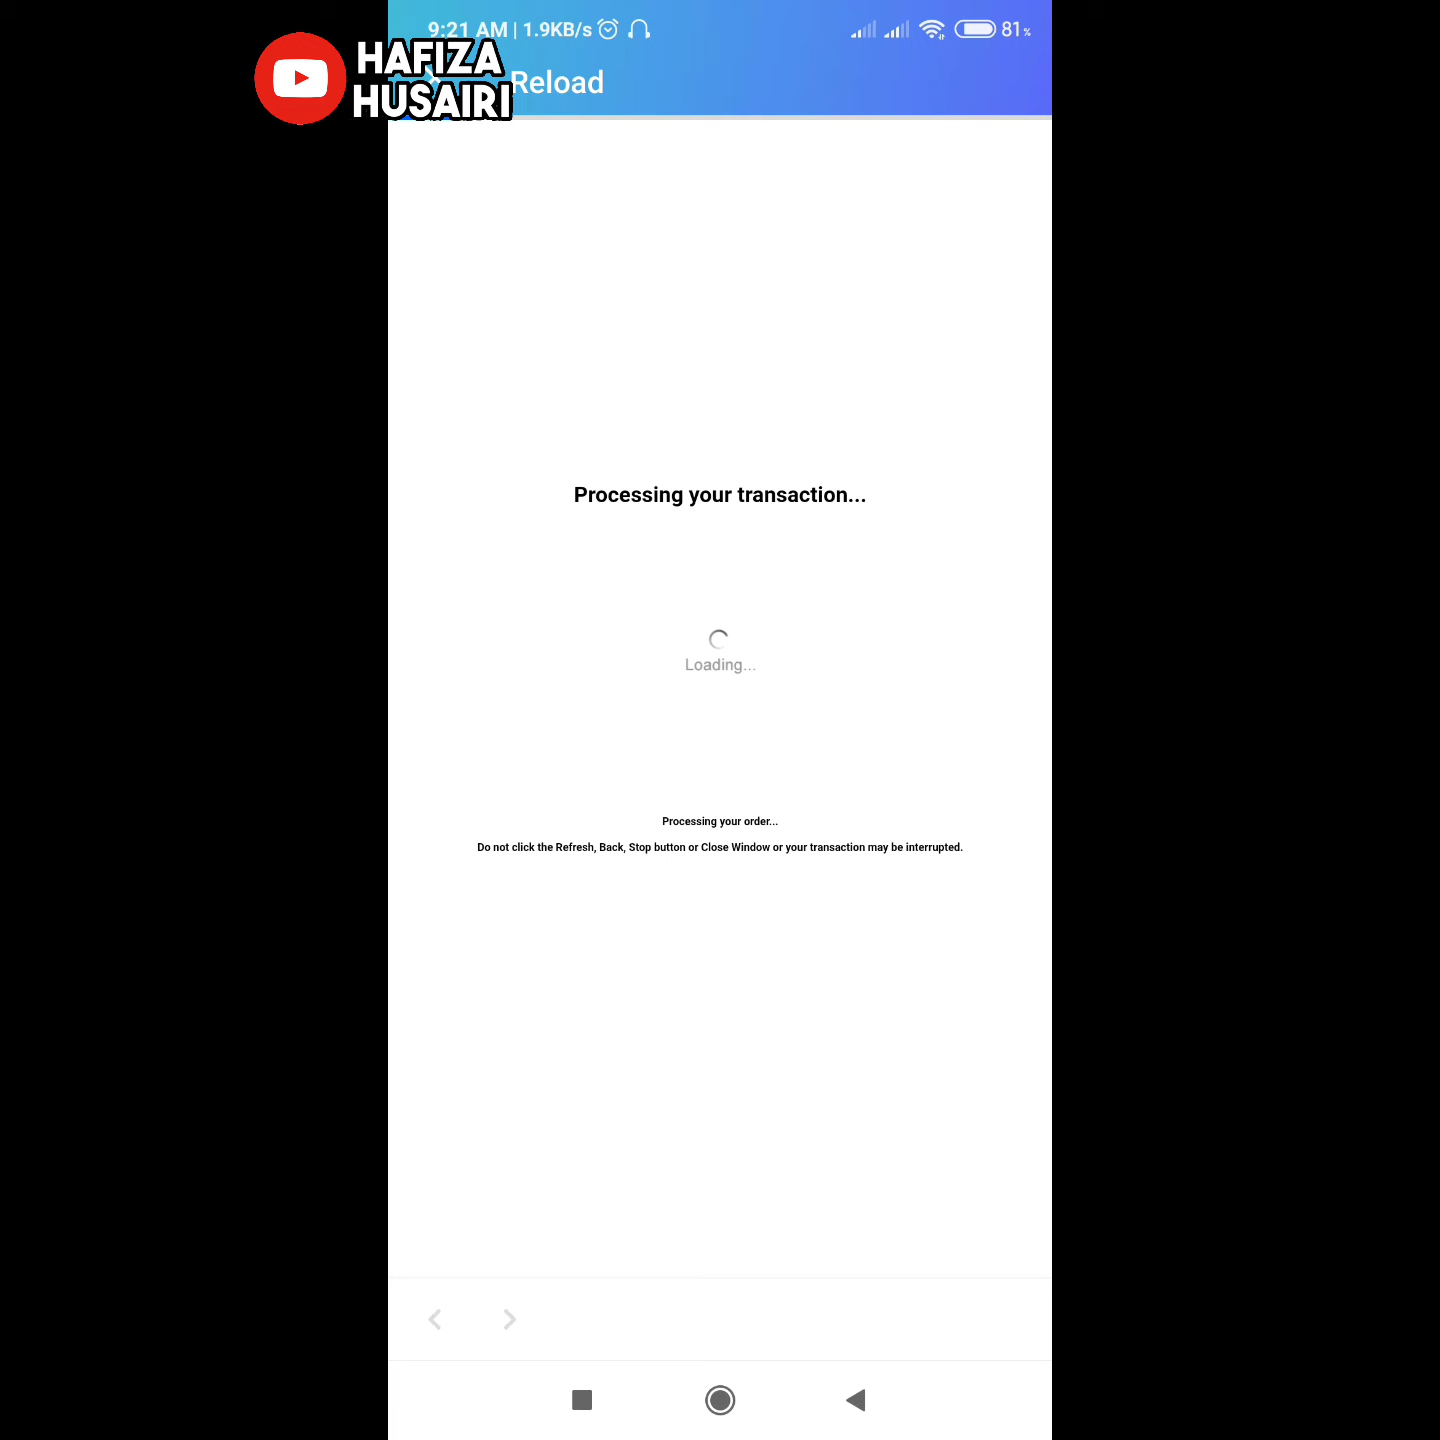 9:21 AM | 1.9KB/s
81%
HAFIZA
HUSAIRI
Reload
Processing your transaction...
Loading...
Processing your order...
Do not click the Refresh, Back, Stop button or Close Window or your transaction may be interrupted.